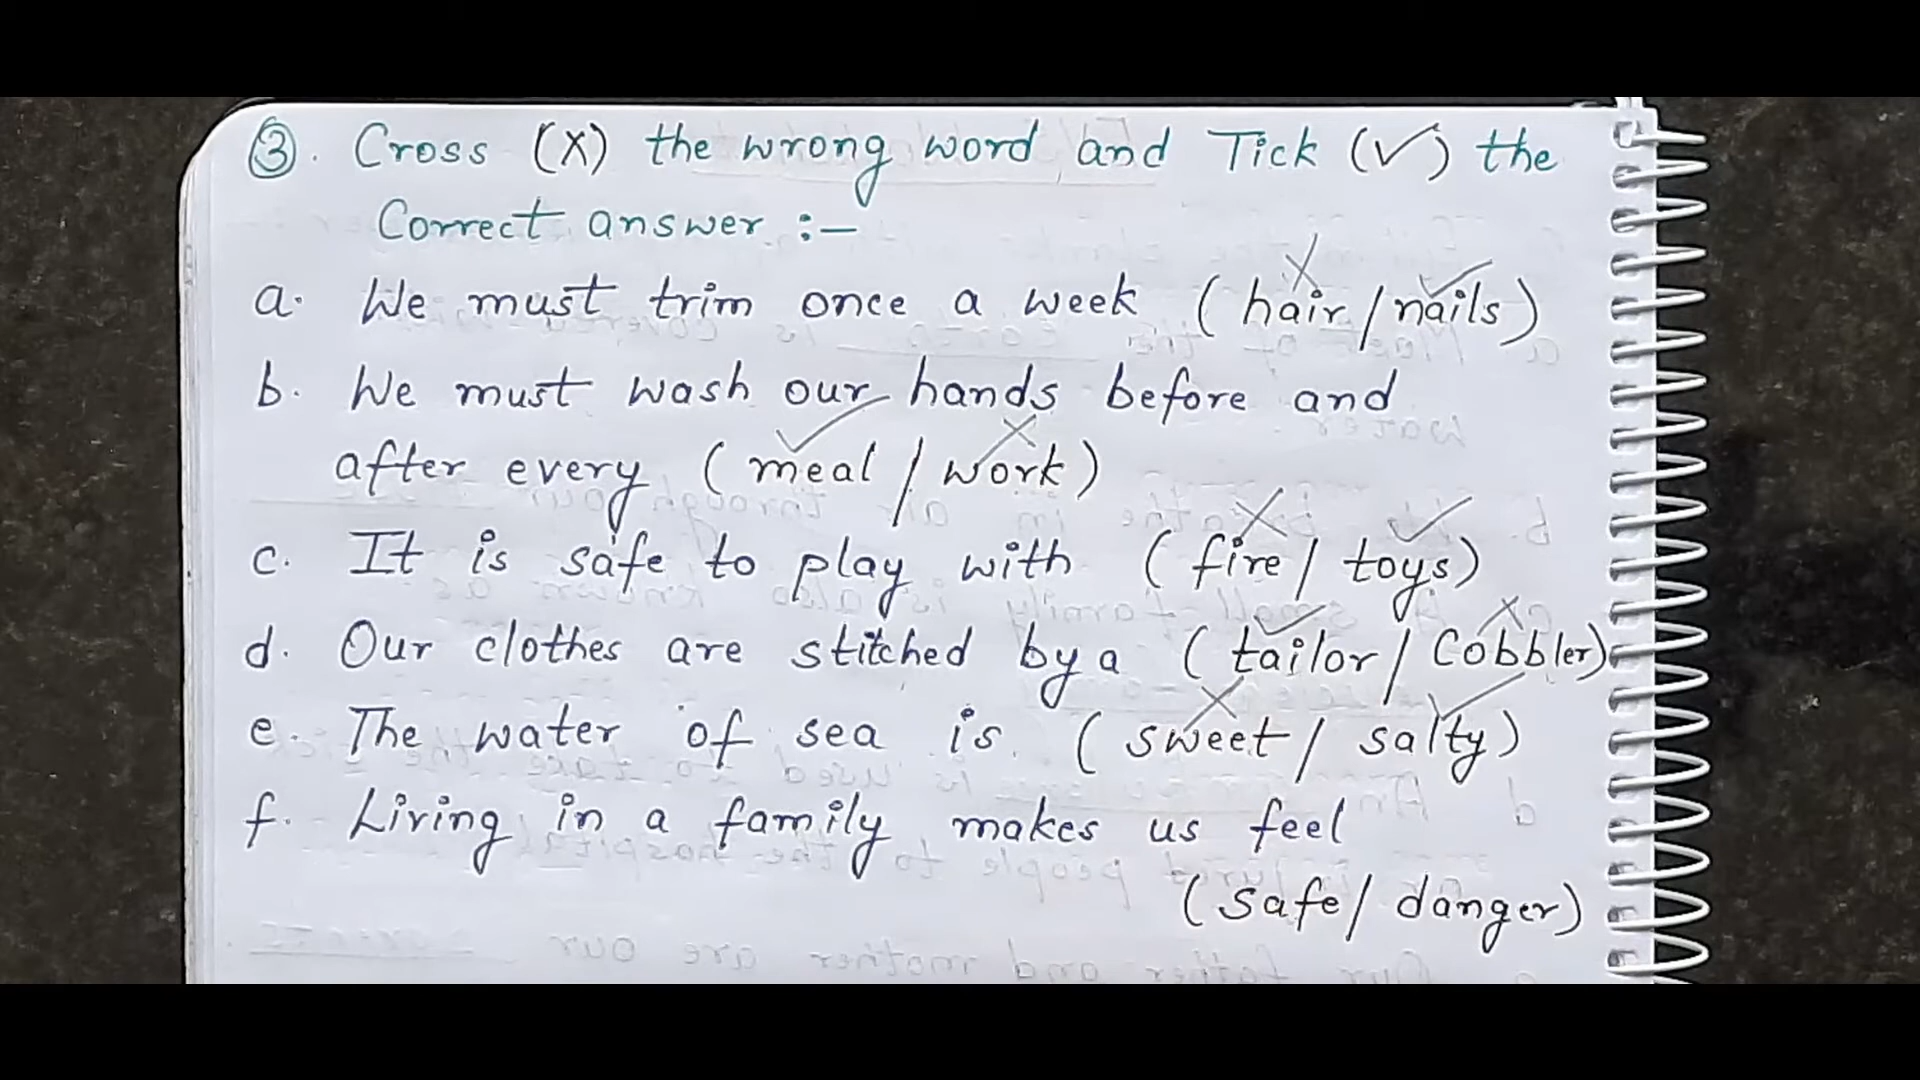 ③. Cross (X) the wrong word and Tick (✓) the
Correct answer :-
a. We must trim once a week (hair/nails)
b. We must wash our hands before and
after every (meal/work)
c. It is safe to play with (fire/toys)
d. Our clothes are stitched by a (tailor/Cobbler)
e. The water of sea is (sweet/salty)
f. Living in a family makes us feel
(safe/danger)